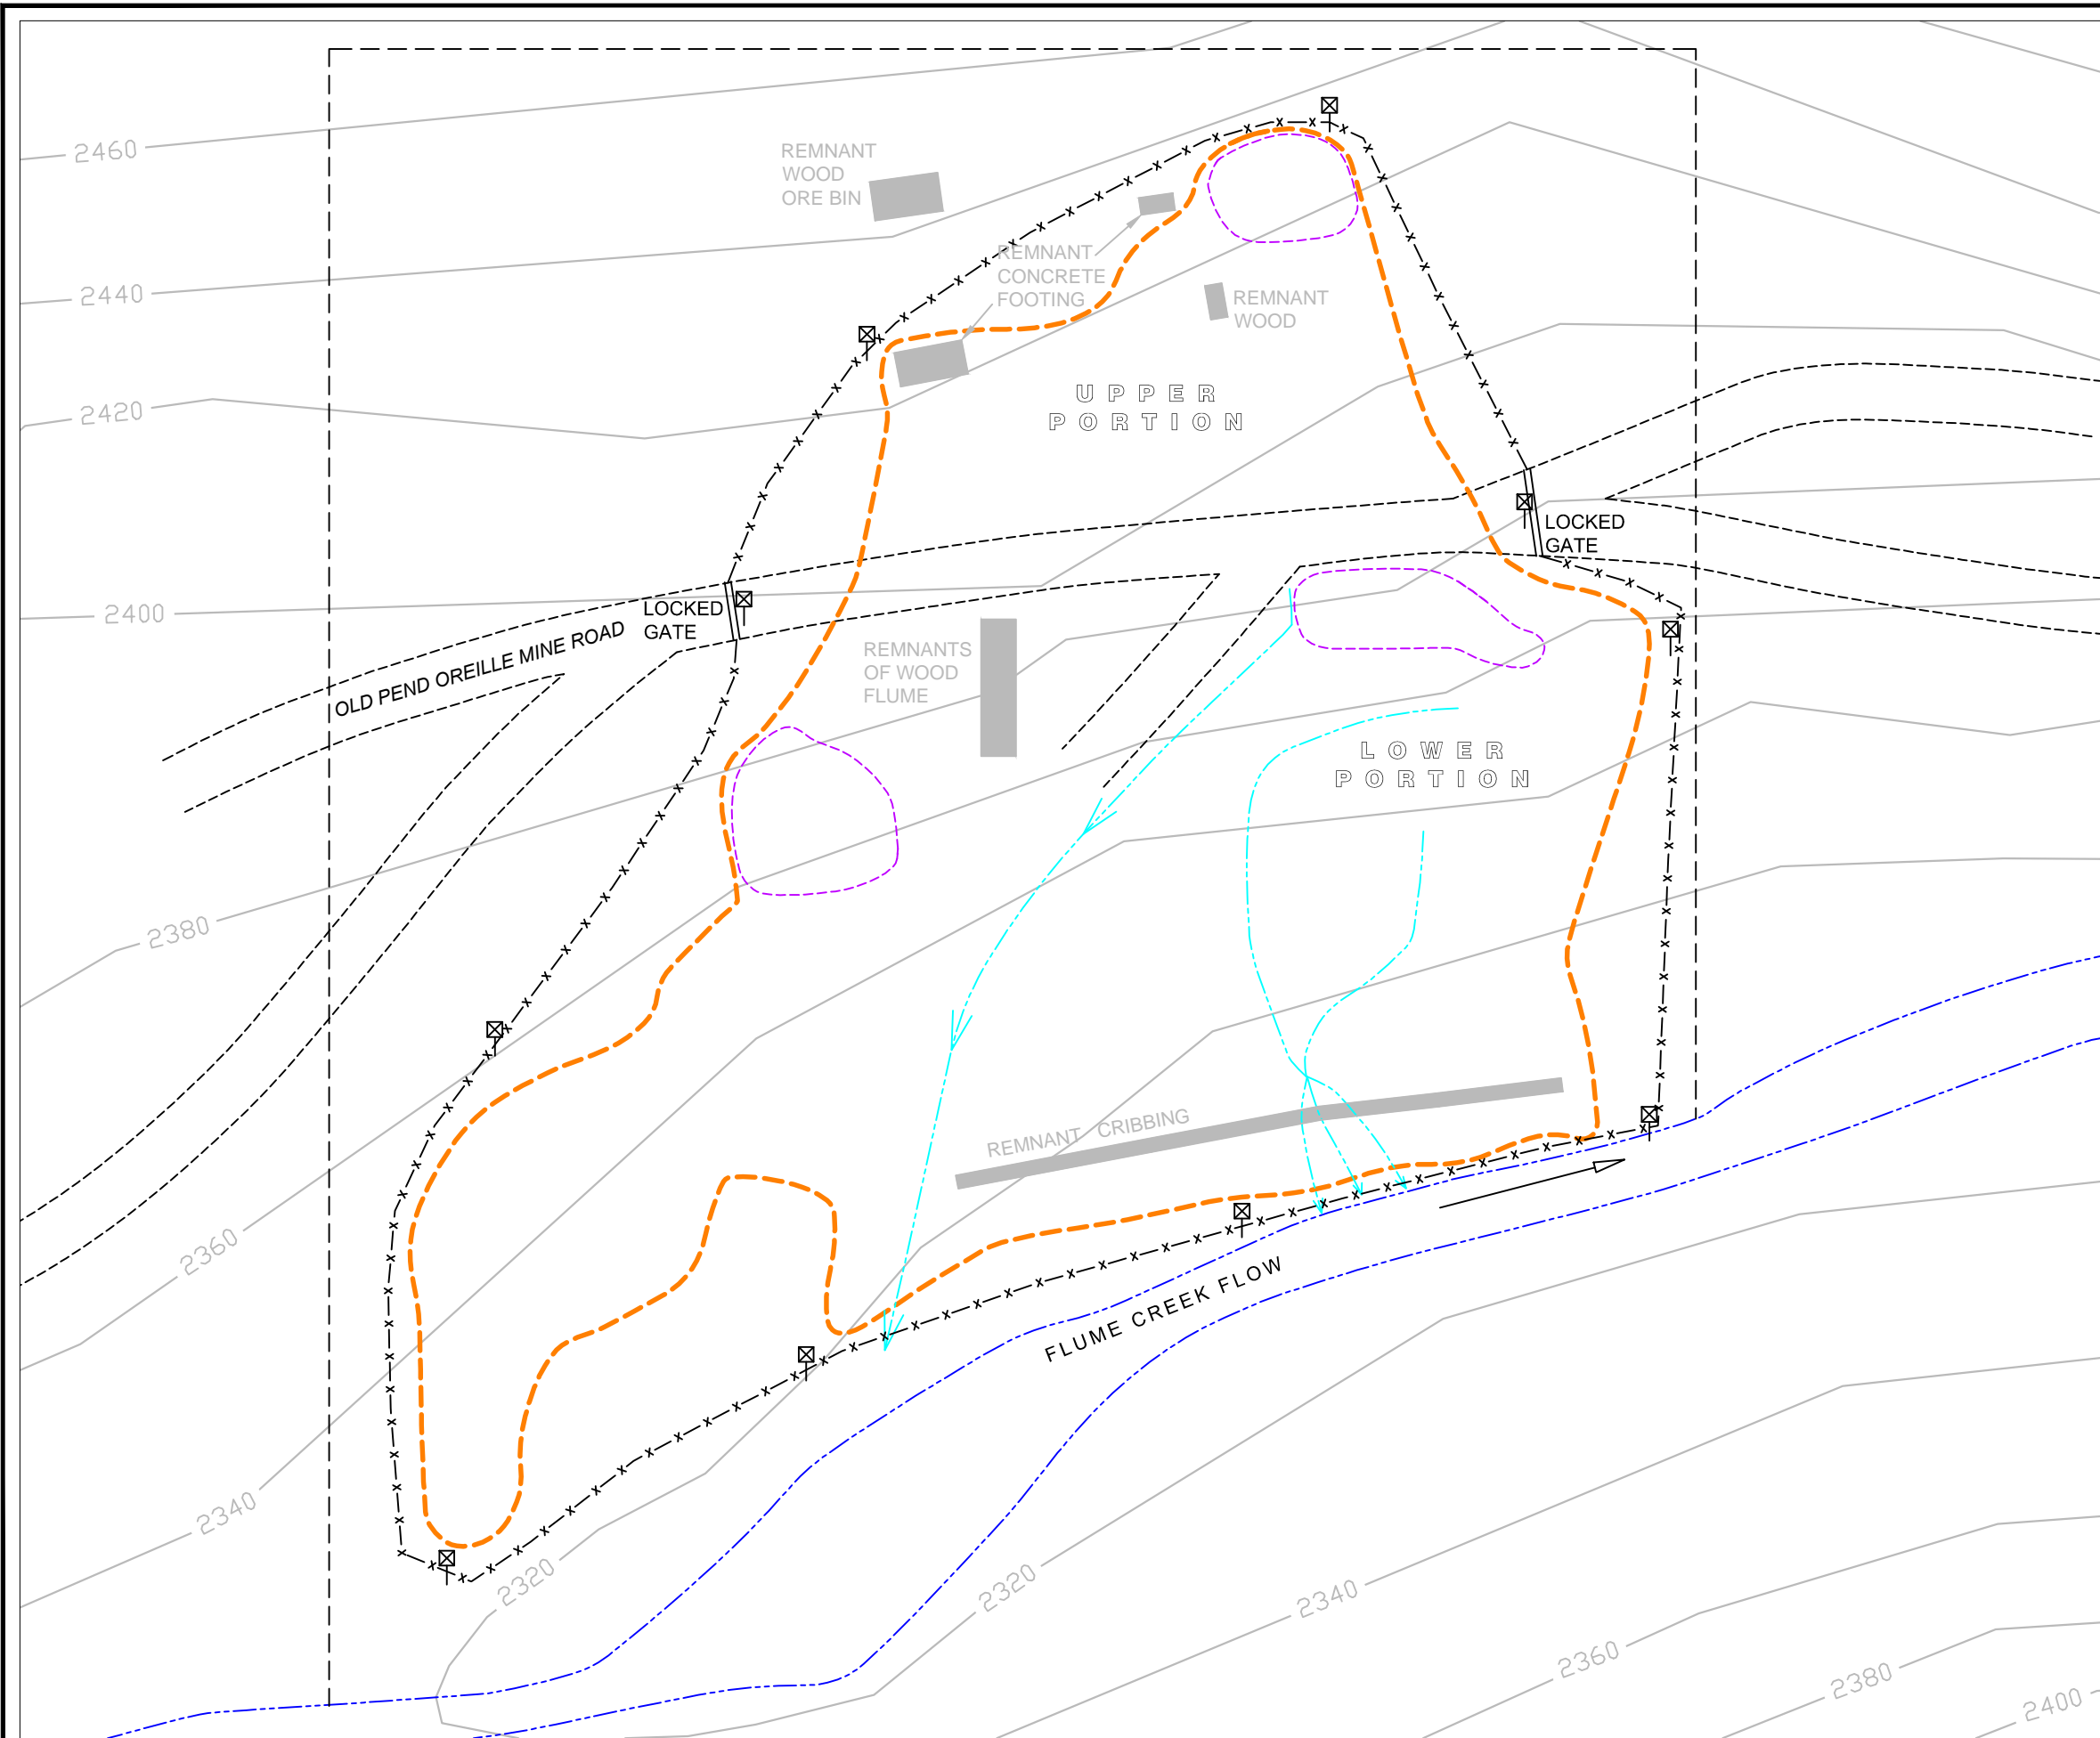 2460
REMNANT
WOOD
ORE BIN
2440
REMNANT
CONCRETE
FOOTING
REMNANT
WOOD
2420
UPPER
PORTION
LOCKED
GATE
2400
LOCKED
GATE
OLD PEND OREILLE MINE ROAD
REMNANTS
OF WOOD
FLUME
LOWER
PORTION
2380
REMNANT CRIBBING
2360
FLUME CREEK FLOW
2340
2320
2320
2340
2360
2380
2400